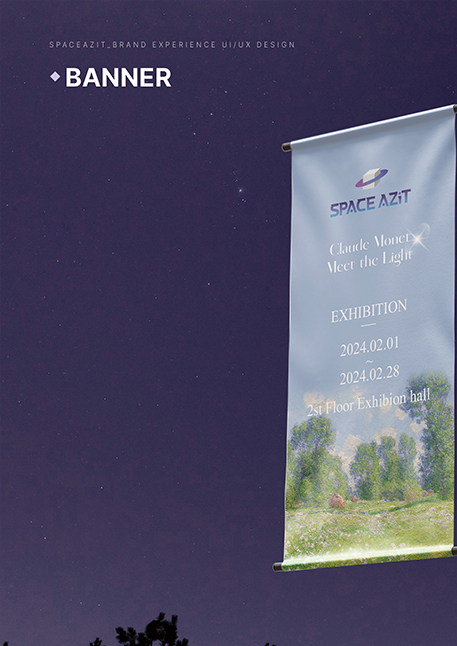 SPACEAZIT_BRAND EXPERIENCE UI/UX DESIGN
BANNER
SPACE AZiT
Claude Monet
Meet the Light
EXHIBITION
2024.02.01
~
2024.02.28
2st Floor Exhibion hall